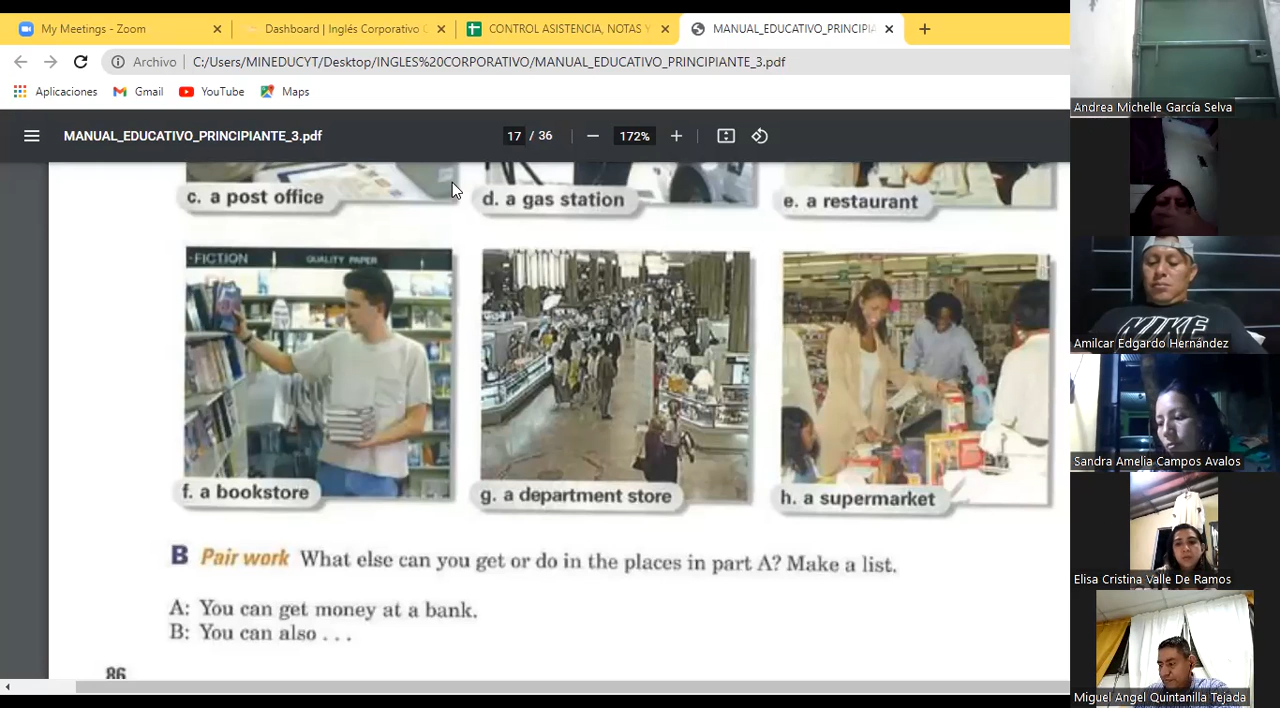 My Meetings - Zoom
Dashboard | Inglés Corporativo
CONTROL ASISTENCIA, NOTAS Y
MANUAL_EDUCATIVO_PRINCIPIA
Archivo
C:/Users/MINEDUCYT/Desktop/INGLES%20CORPORATIVO/MANUAL_EDUCATIVO_PRINCIPIANTE_3.pdf
Aplicaciones
Gmail
YouTube
Maps
MANUAL_EDUCATIVO_PRINCIPIANTE_3.pdf
17 / 36
172%
c. a post office
d. a gas station
e. a restaurant
FICTION
QUALITY PAPER
f. a bookstore
g. a department store
h. a supermarket
B Pair work What else can you get or do in the places in part A? Make a list.
A: You can get money at a bank.
B: You can also . . .
86
Andrea Michelle García Selva
NIKE
Amilcar Edgardo Hernández
Sandra Amelia Campos Avalos
Elisa Cristina Valle De Ramos
Miguel Angel Quintanilla Tejada